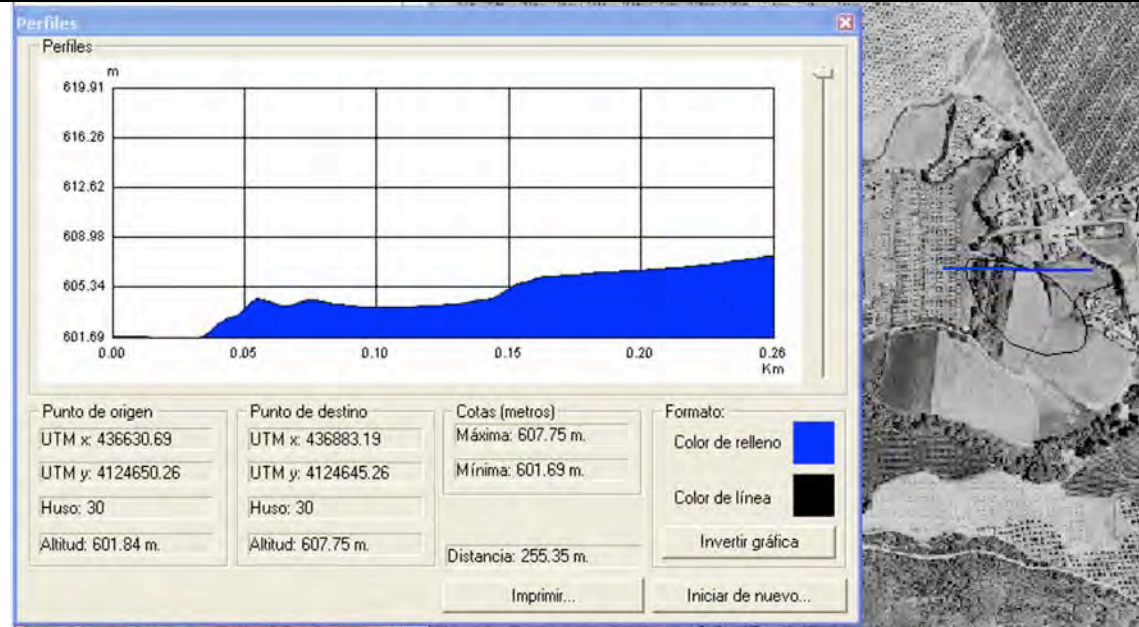 Perfiles
Perfiles
m
619.91
616.26
612.62
608.98
605.34
601.69
0.00 0.05 0.10 0.15 0.20 0.26
Km
Punto de origen
UTM x: 436630.69
UTM y: 4124650.26
Huso: 30
Altitud: 601.84 m.
Punto de destino
UTM x: 436883.19
UTM y: 4124645.26
Huso: 30
Altitud: 607.75 m.
Cotas (metros)
Máxima: 607.75 m.
Mínima: 601.69 m.
Distancia: 255.35 m.
Formato:
Color de relleno
Color de línea
Invertir gráfica
Imprimir...
Iniciar de nuevo...